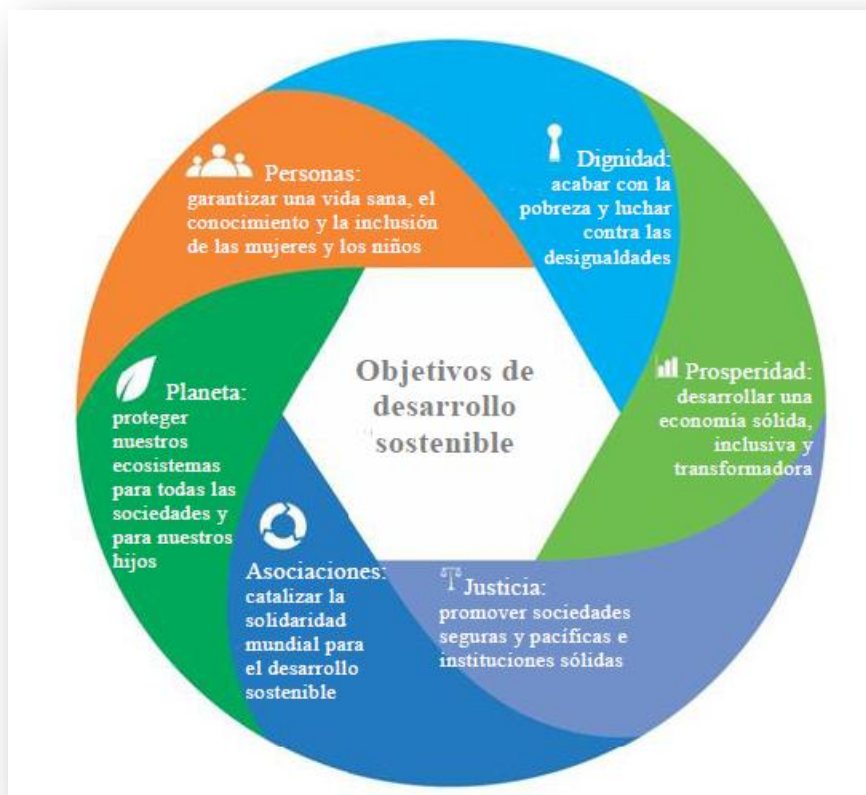 Objetivos de
desarrollo
sostenible
Dignidad:
acabar con la
pobreza y luchar
contra las
desigualdades
Prosperidad:
desarrollar una
economía sólida,
inclusiva y
transformadora
Justicia:
promover sociedades
seguras y pacíficas e
instituciones sólidas
Asociaciones:
catalizar la
solidaridad
mundial para
el desarrollo
sostenible
Planeta:
proteger
nuestros
ecosistemas
para todas las
sociedades y
para nuestros
hijos
Personas:
garantizar una vida sana, el
conocimiento y la inclusión
de las mujeres y los niños